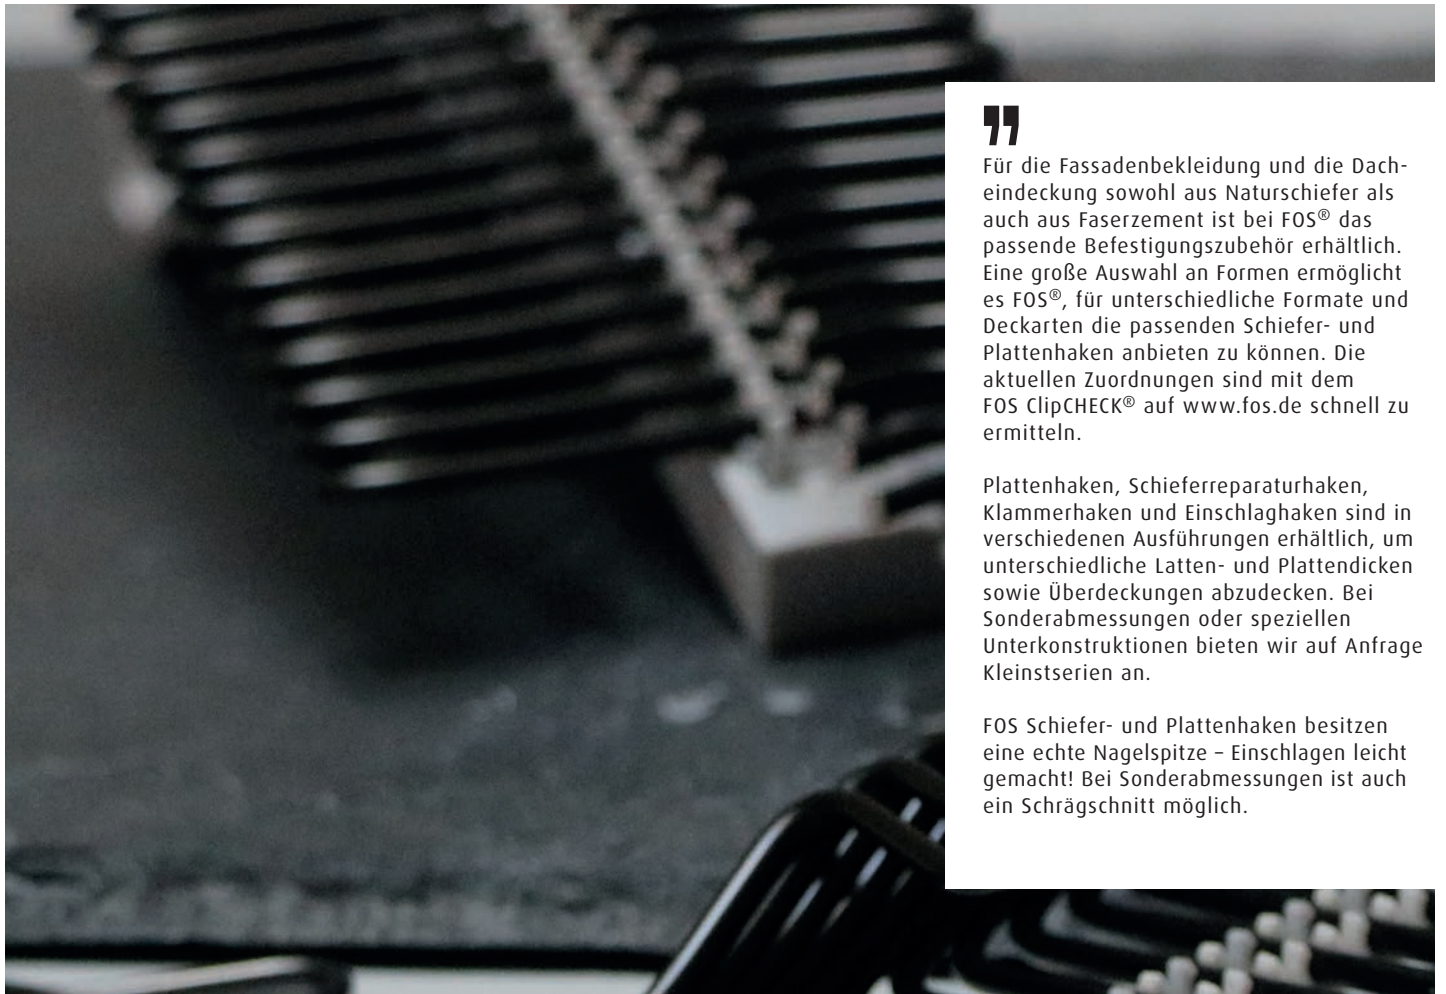 ”
Für die Fassadenbekleidung und die Dach-
eindeckung sowohl aus Naturschiefer als
auch aus Faserzement ist bei FOS® das
passende Befestigungszubehör erhältlich.
Eine große Auswahl an Formen ermöglicht
es FOS®, für unterschiedliche Formate und
Deckarten die passenden Schiefer- und
Plattenhaken anbieten zu können. Die
aktuellen Zuordnungen sind mit dem
FOS ClipCHECK® auf www.fos.de schnell zu
ermitteln.
Plattenhaken, Schieferreparaturhaken,
Klammerhaken und Einschlaghaken sind in
verschiedenen Ausführungen erhältlich, um
unterschiedliche Latten- und Plattendicken
sowie Überdeckungen abzudecken. Bei
Sonderabmessungen oder speziellen
Unterkonstruktionen bieten wir auf Anfrage
Kleinstserien an.
FOS Schiefer- und Plattenhaken besitzen
eine echte Nagelspitze – Einschlagen leicht
gemacht! Bei Sonderabmessungen ist auch
ein Schrägschnitt möglich.